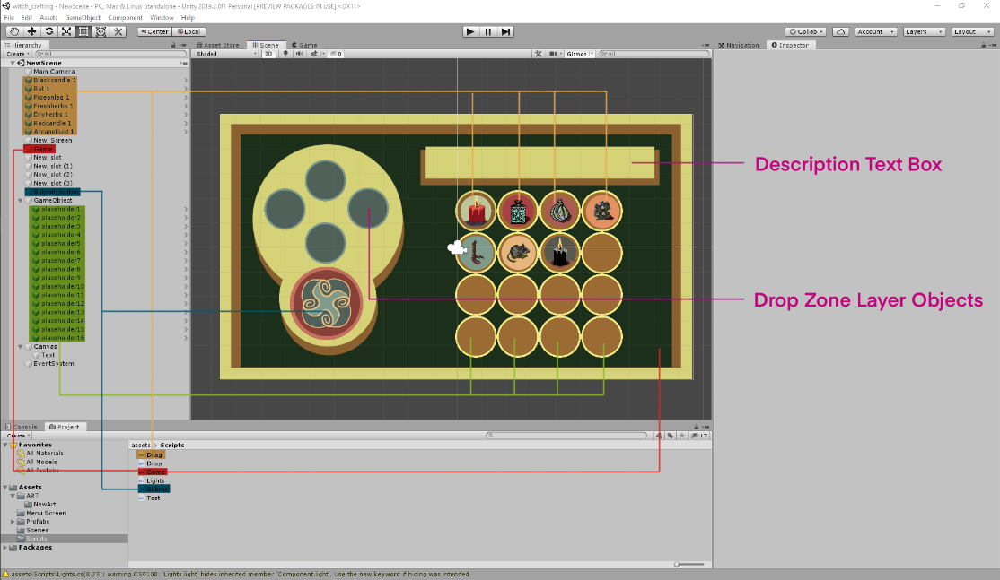 witch_crafting - NewScene - PC, Mac & Linux Standalone - Unity 2019.2.0f1 Personal [PREVIEW PACKAGES IN USE] <DX11>
File Edit Assets GameObject Component Window Help
Center Local Collab Account Layers Layout
Hierarchy Asset Store Scene Game Navigation Inspector
Create All Shaded 2D 0 Gizmos All
NewScene
Main Camera
Blackcandle 1
Rat 1
Pigeonleg 1
Freshherbs 1
Dryherbs 1
Redcandle 1
Arcanefluid 1
New_Screen
Game
New_slot
New_slot (1)
New_slot (2)
New_slot (3)
Submit_button
GameObject
placeholder1
placeholder2
placeholder3
placeholder4
placeholder5
placeholder6
placeholder7
placeholder8
placeholder9
placeholder10
placeholder11
placeholder12
placeholder13
placeholder14
placeholder15
placeholder16
Canvas
Text
EventSystem
Description Text Box
Drop Zone Layer Objects
Console Project
Create 17
Favorites
All Materials
All Models
All Prefabs
Assets
ART
NewArt
Menu Screen
Prefabs
Scenes
Scripts
Packages
assets > Scripts
Drag
Drop
Game
Lights
Submit
Test
assets\Scripts\Lights.cs(8,23): warning CS0108: 'Lights.light' hides inherited member 'Component.light'. Use the new keyword if hiding was intended.